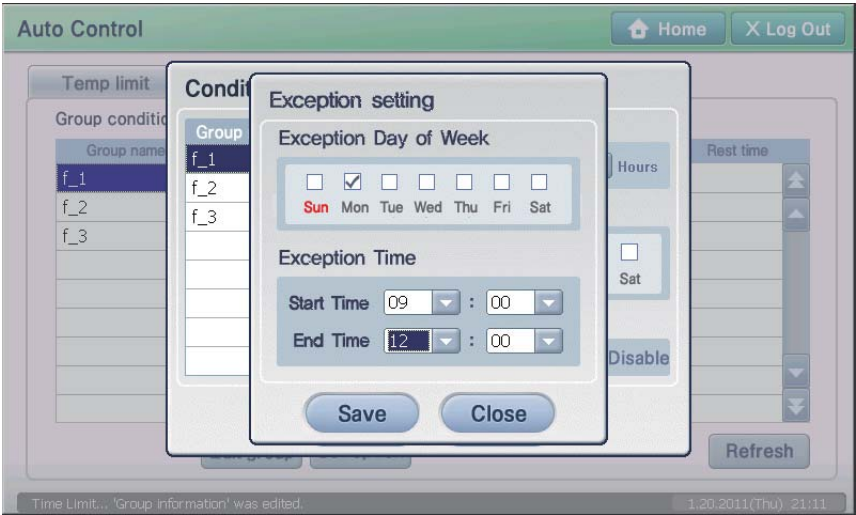 Auto Control
Home
X Log Out
Temp limit
Condit
Exception setting
Group conditio
Group name
Group
Exception Day of Week
Hours
Rest time
f_1
f_2
f_3
f_1
f_2
f_3
Sun Mon Tue Wed Thu Fri Sat
Sat
Exception Time
Start Time 09 : 00
End Time 12 : 00
Disable
Save
Close
Refresh
Time Limit... 'Group information' was edited.
1.20.2011(Thu) 21:11